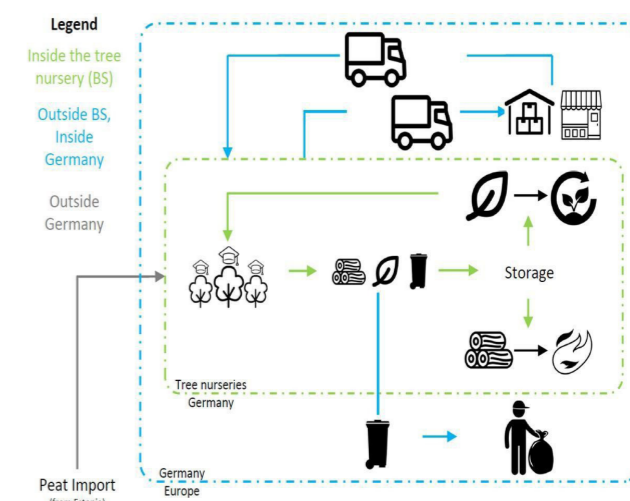 Legend
Inside the tree
nursery (BS)
Outside BS,
Inside
Germany
Outside
Germany
Storage
Tree nurseries
Germany
Germany
Europe
Peat Import